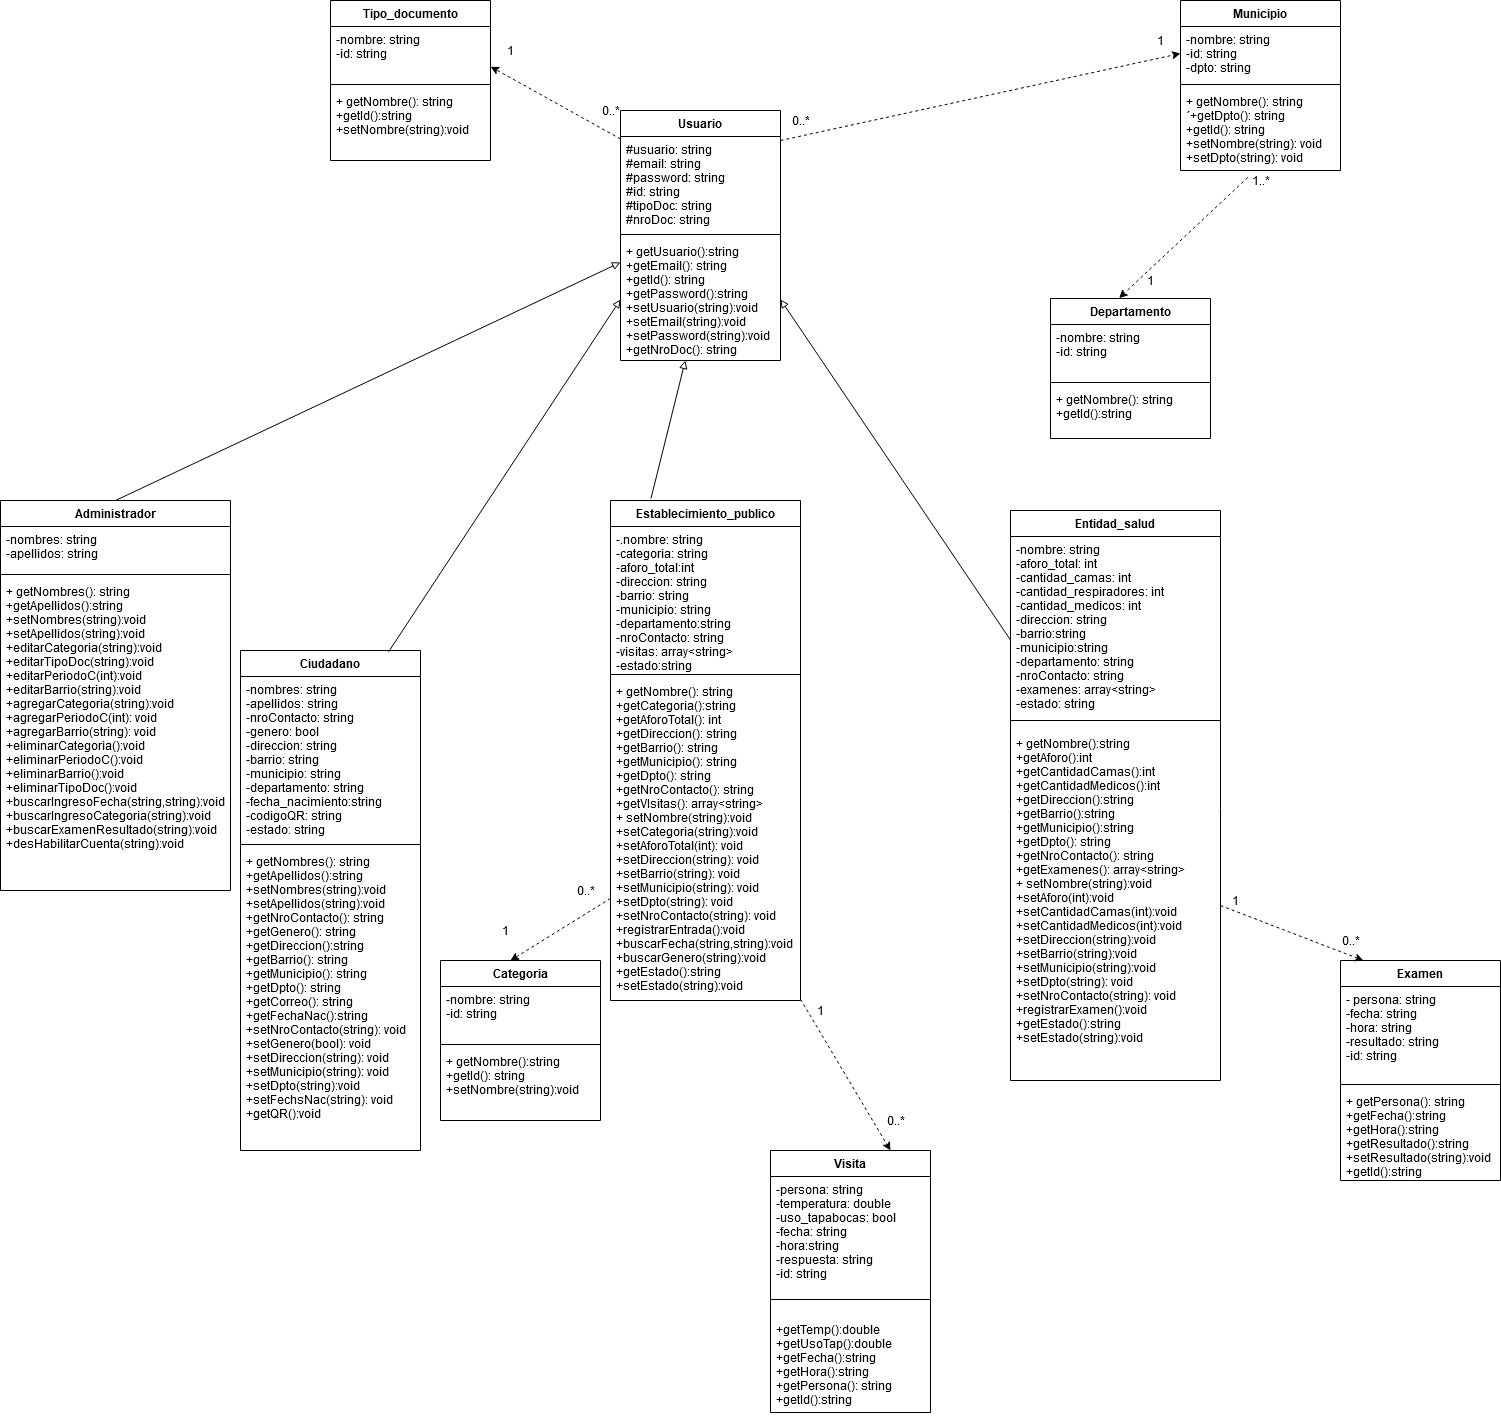 Tipo_documento
-nombre: string
-id: string
+ getNombre(): string
+getId():string
+setNombre(string):void
1
0..*
Municipio
-nombre: string
-id: string
-dpto: string
+ getNombre(): string
´+getDpto(): string
+getId(): string
+setNombre(string): void
+setDpto(string): void
1
0..*
1..*
1
Usuario
#usuario: string
#email: string
#password: string
#id: string
#tipoDoc: string
#nroDoc: string
+ getUsuario():string
+getEmail(): string
+getId(): string
+getPassword():string
+setUsuario(string):void
+setEmail(string):void
+setPassword(string):void
+getNroDoc(): string
Departamento
-nombre: string
-id: string
+ getNombre(): string
+getId():string
Administrador
-nombres: string
-apellidos: string
+ getNombres(): string
+getApellidos():string
+setNombres(string):void
+setApellidos(string):void
+editarCategoria(string):void
+editarTipoDoc(string):void
+editarPeriodoC(int):void
+editarBarrio(string):void
+agregarCategoria(string):void
+agregarPeriodoC(int): void
+agregarBarrio(string): void
+eliminarCategoria():void
+eliminarPeriodoC():void
+eliminarBarrio():void
+eliminarTipoDoc():void
+buscarIngresoFecha(string,string):void
+buscarIngresoCategoria(string):void
+buscarExamenResultado(string):void
+desHabilitarCuenta(string):void
Ciudadano
-nombres: string
-apellidos: string
-nroContacto: string
-genero: bool
-direccion: string
-barrio: string
-municipio: string
-departamento: string
-fecha_nacimiento:string
-codigoQR: string
-estado: string
+ getNombres(): string
+getApellidos():string
+setNombres(string):void
+setApellidos(string):void
+getNroContacto(): string
+getGenero(): string
+getDireccion():string
+getBarrio(): string
+getMunicipio(): string
+getDpto(): string
+getCorreo(): string
+getFechaNac():string
+setNroContacto(string): void
+setGenero(bool): void
+setDireccion(string): void
+setMunicipio(string): void
+setDpto(string):void
+setFechsNac(string): void
+getQR():void
Establecimiento_publico
-.nombre: string
-categoria: string
-aforo_total:int
-direccion: string
-barrio: string
-municipio: string
-departamento:string
-nroContacto: string
-visitas: array<string>
-estado:string
+ getNombre(): string
+getCategoria():string
+getAforoTotal(): int
+getDireccion(): string
+getBarrio(): string
+getMunicipio(): string
+getDpto(): string
+getNroContacto(): string
+getVIsitas(): array<string>
+ setNombre(string):void
+setCategoria(string):void
+setAforoTotal(int): void
+setDireccion(string): void
+setBarrio(string): void
+setMunicipio(string): void
+setDpto(string): void
+setNroContacto(string): void
+registrarEntrada():void
+buscarFecha(string,string):void
+buscarGenero(string):void
+getEstado():string
+setEstado(string):void
0..*
1
Categoria
-nombre: string
-id: string
+ getNombre():string
+getId(): string
+setNombre(string):void
1
0..*
Visita
-persona: string
-temperatura: double
-uso_tapabocas: bool
-fecha: string
-hora:string
-respuesta: string
-id: string
+getTemp():double
+getUsoTap():double
+getFecha():string
+getHora():string
+getPersona(): string
+getId():string
Entidad_salud
-nombre: string
-aforo_total: int
-cantidad_camas: int
-cantidad_respiradores: int
-cantidad_medicos: int
-direccion: string
-barrio:string
-municipio:string
-departamento: string
-nroContacto: string
-examenes: array<string>
-estado: string
+ getNombre():string
+getAforo():int
+getCantidadCamas():int
+getCantidadMedicos():int
+getDireccion():string
+getBarrio():string
+getMunicipio():string
+getDpto(): string
+getNroContacto(): string
+getExamenes(): array<string>
+ setNombre(string):void
+setAforo(int):void
+setCantidadCamas(int):void
+setCantidadMedicos(int):void
+setDireccion(string):void
+setBarrio(string):void
+setMunicipio(string):void
+setDpto(string): void
+setNroContacto(string): void
+registrarExamen():void
+getEstado():string
+setEstado(string):void
1
0..*
Examen
- persona: string
-fecha: string
-hora: string
-resultado: string
-id: string
+ getPersona(): string
+getFecha():string
+getHora():string
+getResultado():string
+setResultado(string):void
+getId():string